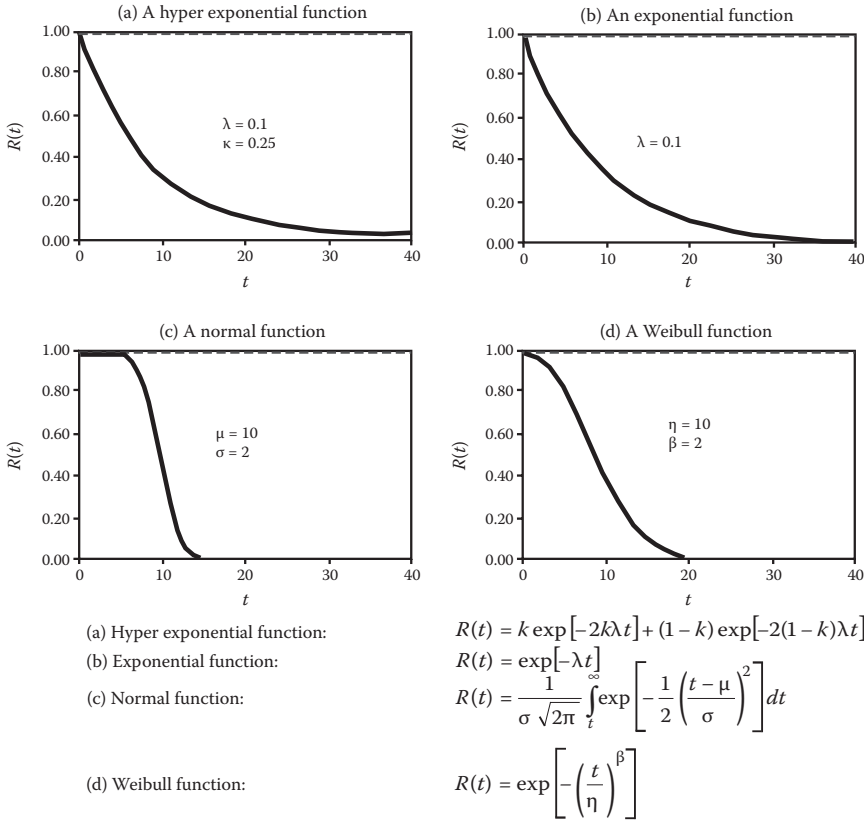 (a) A hyper exponential function
1.00
0.80
0.60
0.40
0.20
0.00
R(t)
λ = 0.1
κ = 0.25
0 10 20 30 40
t
(b) An exponential function
1.00
0.80
0.60
0.40
0.20
0.00
R(t)
λ = 0.1
0 10 20 30 40
t
(c) A normal function
1.00
0.80
0.60
0.40
0.20
0.00
R(t)
μ = 10
σ = 2
0 10 20 30 40
t
(d) A Weibull function
1.00
0.80
0.60
0.40
0.20
0.00
R(t)
η = 10
β = 2
0 10 20 30 40
t
(a) Hyper exponential function: R(t) = k exp[−2kλt] + (1 − k) exp[−2(1 − k)λt]
(b) Exponential function: R(t) = exp[−λt]
(c) Normal function: R(t) = 1/(σ √2π) ∫_t^∞ exp[−1/2 ((t − μ)/σ)^2] dt
(d) Weibull function: R(t) = exp[−(t/η)^β]